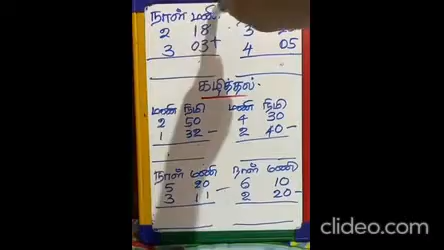 நாள் மணி
2 18 3
3 03+ 4 05
கழித்தல்.
மணி நிமி மணி நிமி
2 50 4 30
1 32 - 2 40 -
நாள் மணி நாள் மணி
5 20 6 10
3 11 - 2 20 -
clideo.com